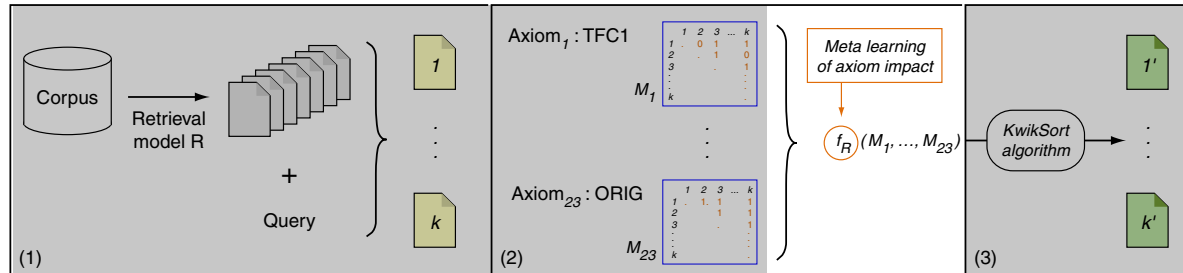 Corpus
Retrieval
model R
+
Query
1
.
.
.
k
(1)
Axiom1 : TFC1
1 2 3 ... k
1 . 0 1 1
2 . 1 0
3 . 1
. .
. .
. .
k .
M1
.
.
.
Axiom23 : ORIG
1 2 3 ... k
1 . 1. 1 1
2 1 1
3 . 1
. .
. .
. .
k .
M23
(2)
Meta learning
of axiom impact
fR (M1, ..., M23)
KwikSort
algorithm
1'
.
.
.
k'
(3)